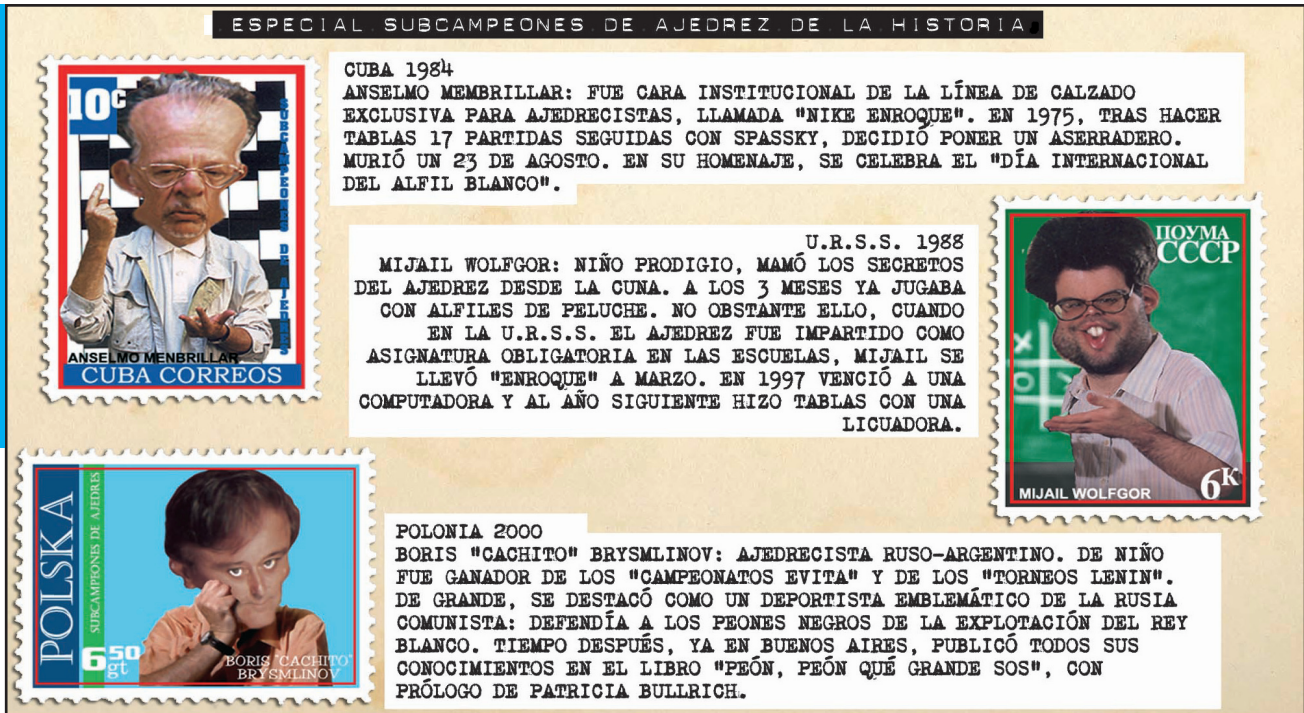 ESPECIAL SUBCAMPEONES DE AJEDREZ DE LA HISTORIA
10c
SUBCAMPEONES DE AJEDRES
ANSELMO MENBRILLAR
CUBA CORREOS
CUBA 1984
ANSELMO MEMBRILLAR: FUE CARA INSTITUCIONAL DE LA LÍNEA DE CALZADO
EXCLUSIVA PARA AJEDRECISTAS, LLAMADA "NIKE ENROQUE". EN 1975, TRAS HACER
TABLAS 17 PARTIDAS SEGUIDAS CON SPASSKY, DECIDIÓ PONER UN ASERRADERO.
MURIÓ UN 23 DE AGOSTO. EN SU HOMENAJE, SE CELEBRA EL "DÍA INTERNACIONAL
DEL ALFIL BLANCO".
U.R.S.S. 1988
MIJAIL WOLFGOR: NIÑO PRODIGIO, MAMÓ LOS SECRETOS
DEL AJEDREZ DESDE LA CUNA. A LOS 3 MESES YA JUGABA
CON ALFILES DE PELUCHE. NO OBSTANTE ELLO, CUANDO
EN LA U.R.S.S. EL AJEDREZ FUE IMPARTIDO COMO
ASIGNATURA OBLIGATORIA EN LAS ESCUELAS, MIJAIL SE
LLEVÓ "ENROQUE" A MARZO. EN 1997 VENCIÓ A UNA
COMPUTADORA Y AL AÑO SIGUIENTE HIZO TABLAS CON UNA
LICUADORA.
ПОУМА
СССР
MIJAIL WOLFGOR
6K
POLSKA
SUBCAMPEONES DE AJEDRES
6 50
gt
BORIS "CACHITO"
BRYSMLINOV
POLONIA 2000
BORIS "CACHITO" BRYSMLINOV: AJEDRECISTA RUSO-ARGENTINO. DE NIÑO
FUE GANADOR DE LOS "CAMPEONATOS EVITA" Y DE LOS "TORNEOS LENIN".
DE GRANDE, SE DESTACÓ COMO UN DEPORTISTA EMBLEMÁTICO DE LA RUSIA
COMUNISTA: DEFENDÍA A LOS PEONES NEGROS DE LA EXPLOTACIÓN DEL REY
BLANCO. TIEMPO DESPUÉS, YA EN BUENOS AIRES, PUBLICÓ TODOS SUS
CONOCIMIENTOS EN EL LIBRO "PEÓN, PEÓN QUÉ GRANDE SOS", CON
PRÓLOGO DE PATRICIA BULLRICH.